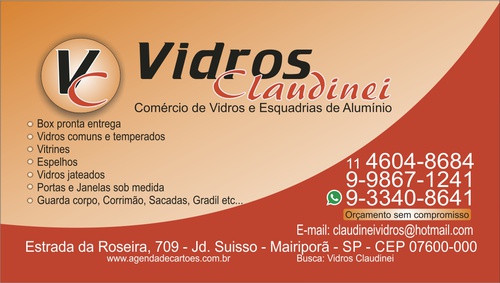 VC
Vidros
Claudinei
Comércio de Vidros e Esquadrias de Alumínio
Box pronta entrega
Vidros comuns e temperados
Vitrines
Espelhos
Vidros jateados
Portas e Janelas sob medida
Guarda corpo, Corrimão, Sacadas, Gradil etc...
11 4604-8684
9-9867-1241
9-3340-8641
Orçamento sem compromisso
E-mail: claudineividros@hotmail.com
Estrada da Roseira, 709 - Jd. Suisso - Mairiporã - SP - CEP 07600-000
www.agendadecartoes.com.br Busca: Vidros Claudinei